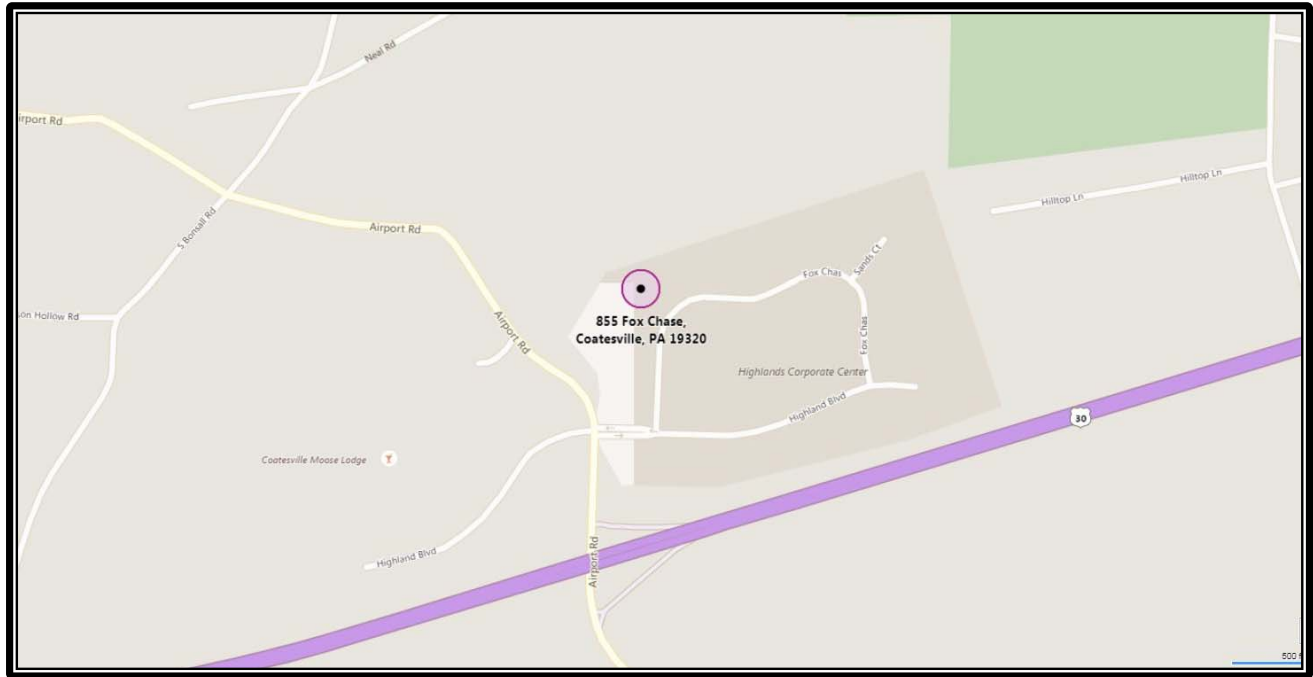 Neal Rd
irport Rd
Hilltop Ln
Hilltop Ln
S Bonsall Rd
Airport Rd
Fox Chas
Sands Ct
on Hollow Rd
855 Fox Chase,
Coatesville, PA 19320
Airport Rd
Fox Chas
Highlands Corporate Center
Highland Blvd
30
Coatesville Moose Lodge
Highland Blvd
Airport Rd
500 f